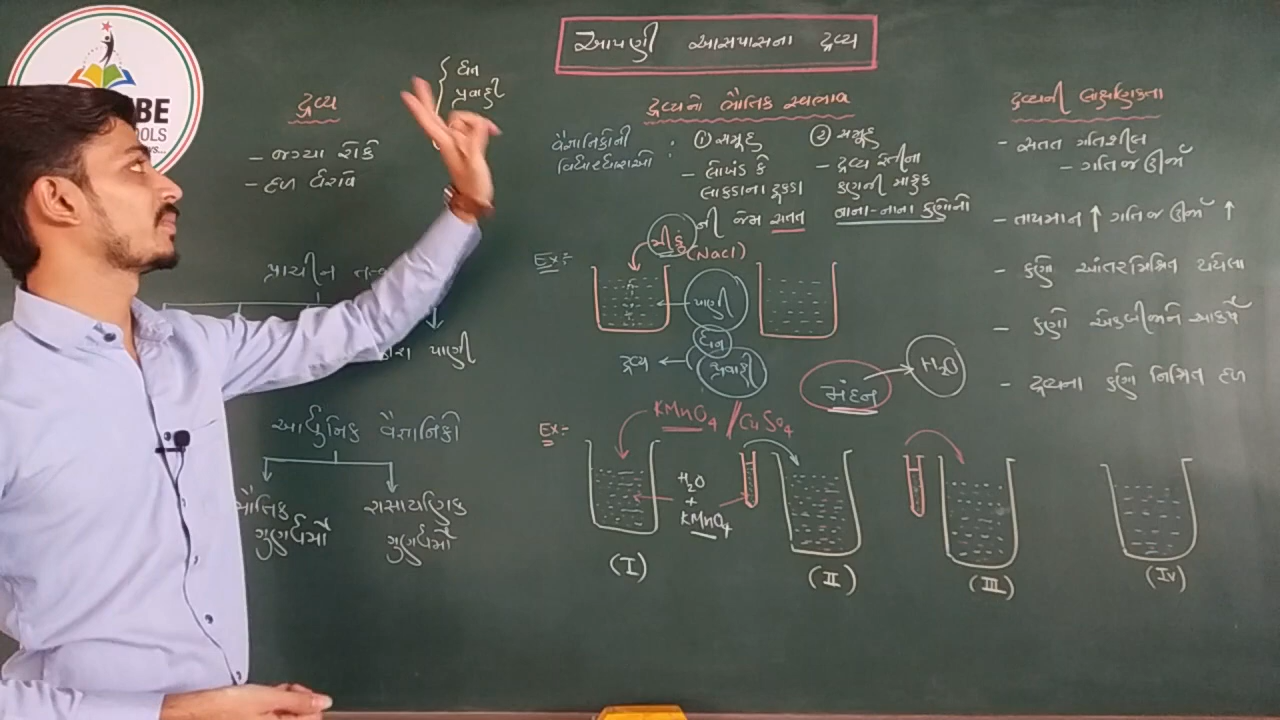 આપણી આસપાસના દ્રવ્ય
BE
OOLS
દ્રવ્ય
- જગ્યા રોકે
- દળ ધરાવે
ઘન
પ્રવાહી
પ્રાચીન
પાણી
આધુનિક વૈજ્ઞાનિકો
ભૌતિક ગુણધર્મો
રાસાયણિક ગુણધર્મો
દ્રવ્યનો ભૌતિક સ્વભાવ
વૈજ્ઞાનિકોની વિચારધારાઓ :
① સમૂહ
- લોખંડ કે
લાકડાના ટૂકડા
ની જેમ સતત
② સમૂહ
- દ્રવ્ય રેતીના
કણની માફક
નાના-નાના કણોનો
Ex:-
મીઠું (NaCl)
પાણી
ઘન
દ્રવ્ય
પ્રવાહી
મંદન
H₂O
Ex:-
KMnO₄ / CuSO₄
H₂O
+
KMnO₄
(I)
(II)
(III)
(IV)
દ્રવ્યની લાક્ષણિકતા
- સતત ગતિશીલ
- ગતિજ ઊર્જા
- તાપમાન ↑ ગતિજ ઊર્જા ↑
- કણો આંતરમિશ્રિત થયેલા
- કણો એકબીજાને આકર્ષે
- દ્રવ્યના કણો નિશ્ચિત દળ